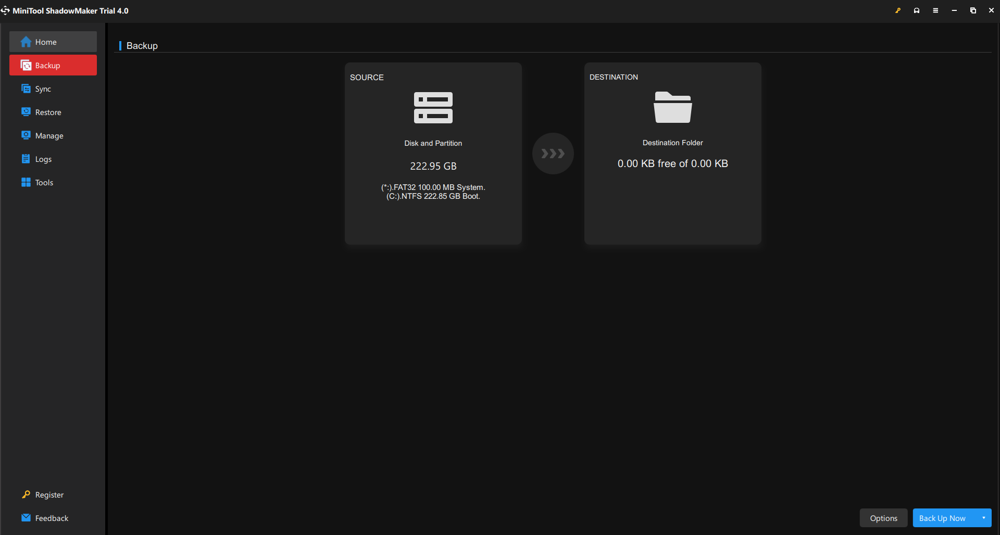 MiniTool ShadowMaker Trial 4.0
Home
Backup
Sync
Restore
Manage
Logs
Tools
Register
Feedback
Backup
SOURCE
Disk and Partition
222.95 GB
(*:).FAT32 100.00 MB System.
(C:).NTFS 222.85 GB Boot.
DESTINATION
Destination Folder
0.00 KB free of 0.00 KB
Options
Back Up Now